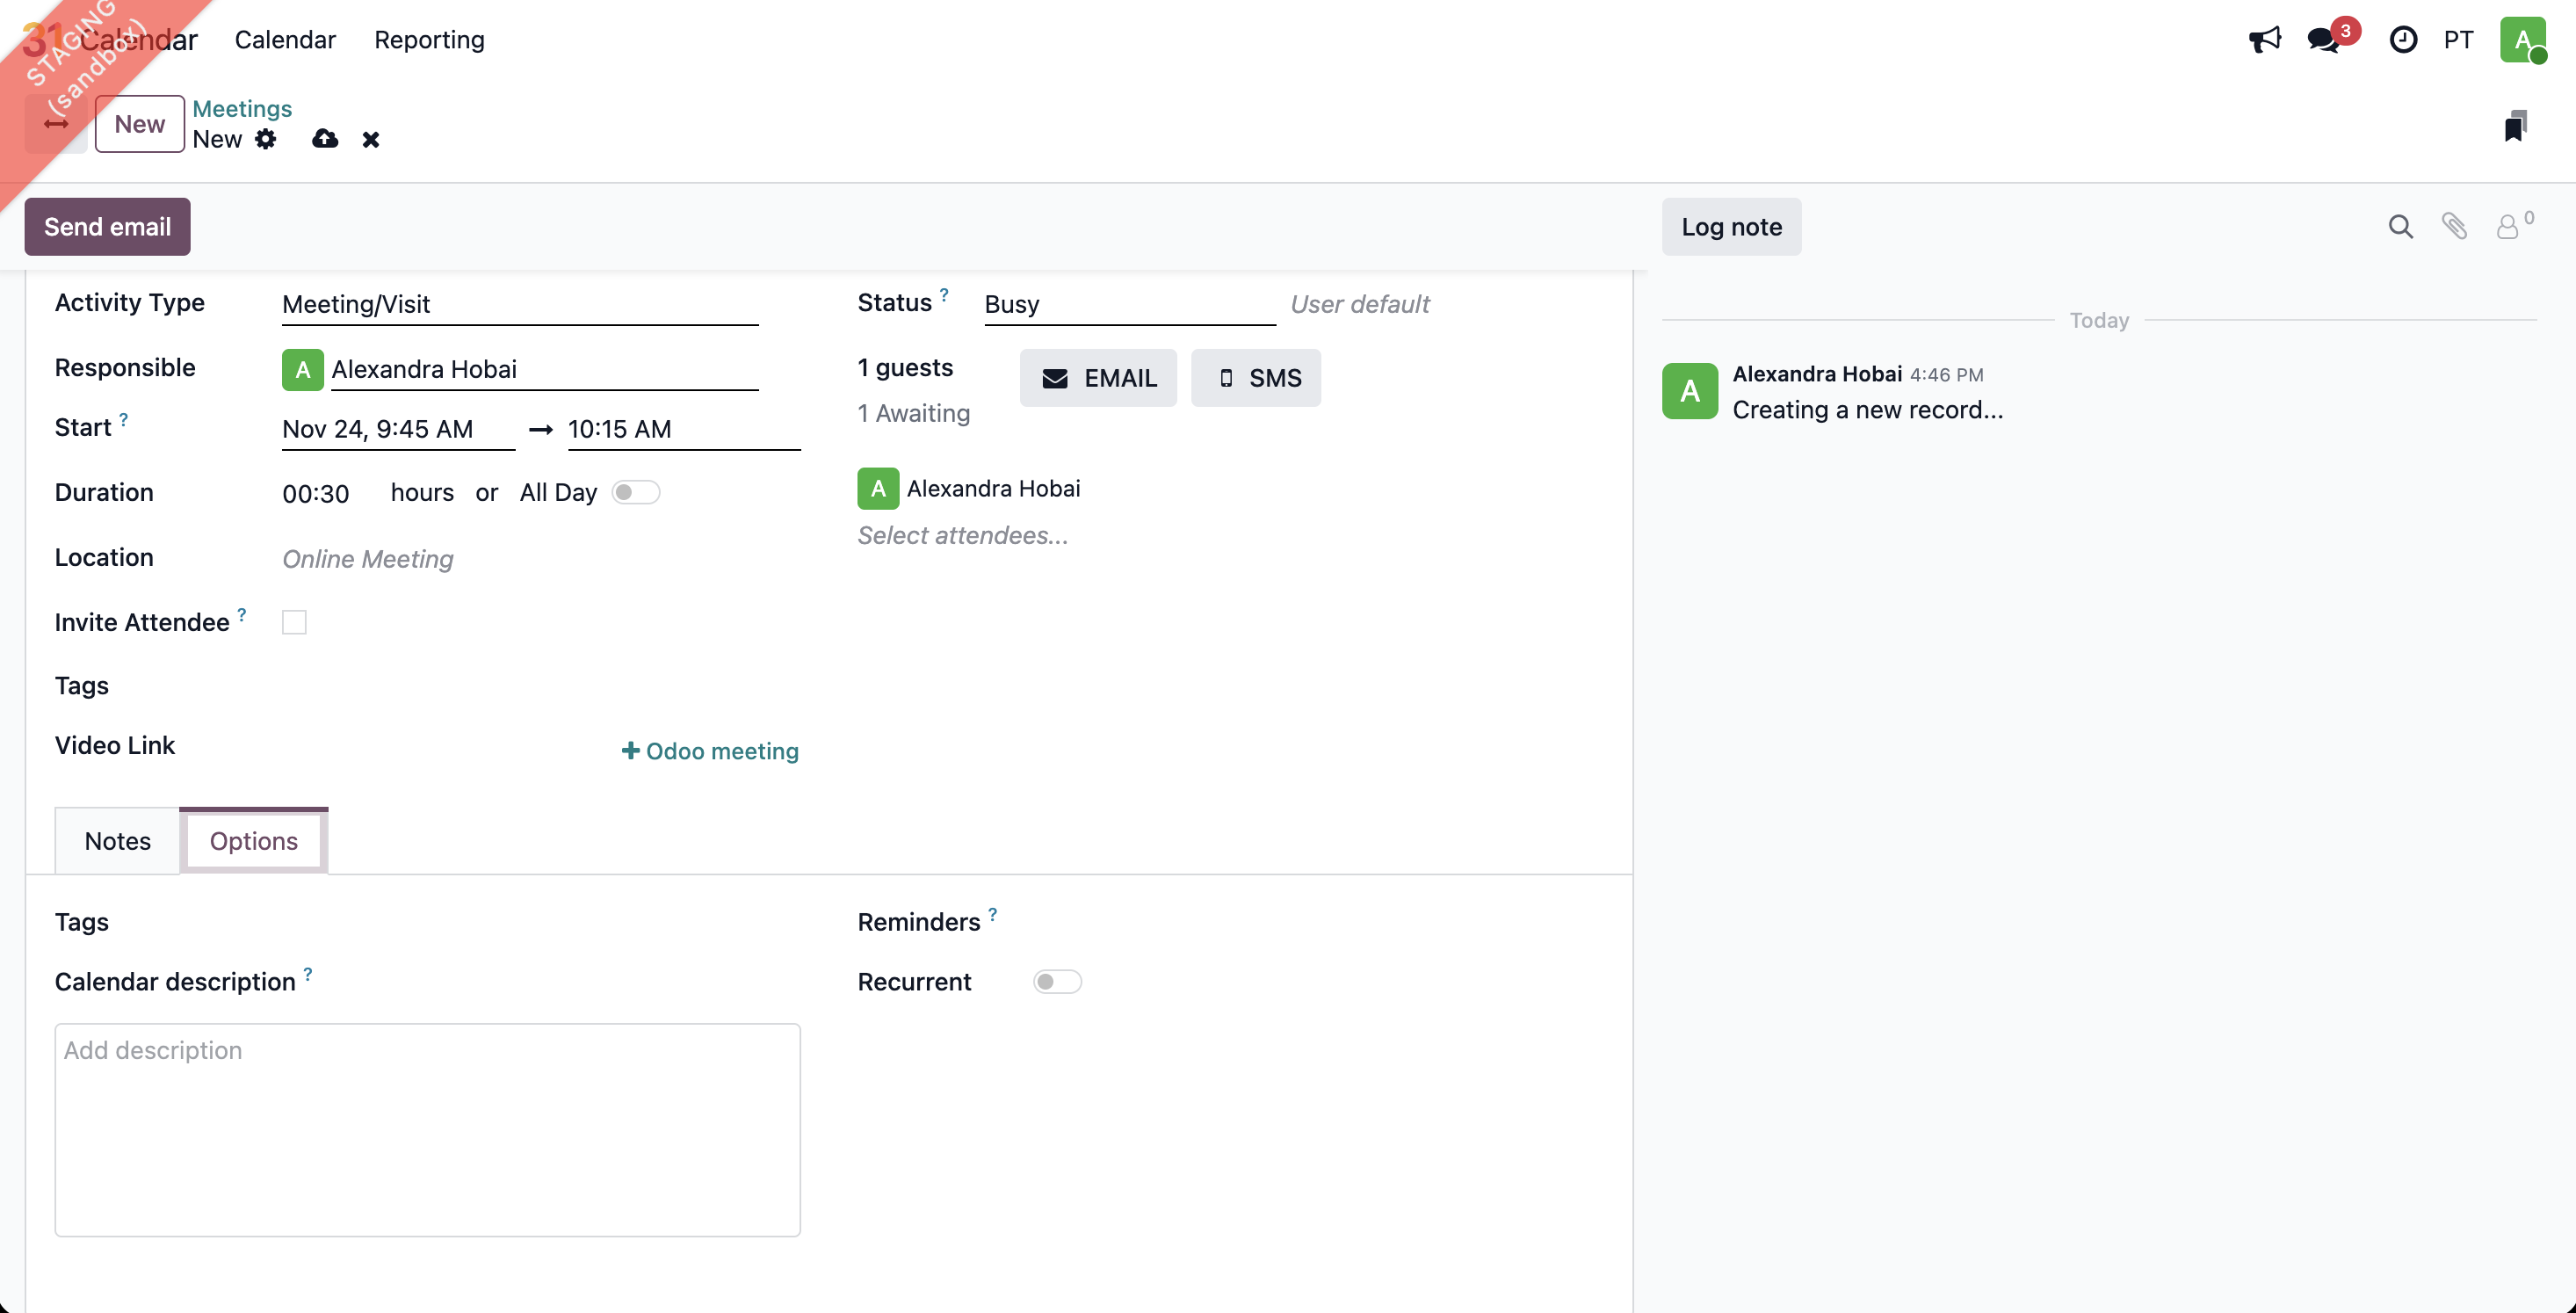 STAGING
(sandbox)
31 Calendar Calendar Reporting 3 PT A
New Meetings
New
Send email Log note 0
Activity Type Meeting/Visit Status ? Busy User default
Today
Responsible A Alexandra Hobai 1 guests EMAIL SMS
1 Awaiting
A Alexandra Hobai 4:46 PM
Creating a new record...
Start ? Nov 24, 9:45 AM → 10:15 AM
Duration 00:30 hours or All Day A Alexandra Hobai
Select attendees...
Location Online Meeting
Invite Attendee ?
Tags
Video Link + Odoo meeting
Notes Options
Tags Reminders ?
Calendar description ? Recurrent
Add description